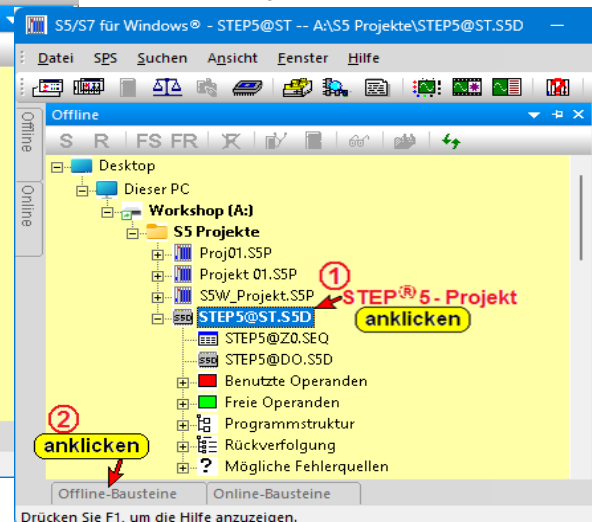 S5/S7 für Windows® - STEP5@ST -- A:\S5 Projekte\STEP5@ST.S5D
Datei SPS Suchen Ansicht Fenster Hilfe
Offline
S R FS FR
Offline
Online
Desktop
Dieser PC
Workshop (A:)
S5 Projekte
Proj01.S5P
Projekt 01.S5P
S5W_Projekt.S5P
STEP5@ST.S5D
① STEP® 5 - Projekt
anklicken
STEP5@Z0.SEQ
STEP5@DO.S5D
Benutzte Operanden
Freie Operanden
Programmstruktur
Rückverfolgung
? Mögliche Fehlerquellen
②
anklicken
Offline-Bausteine Online-Bausteine
Drücken Sie F1, um die Hilfe anzuzeigen.